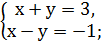 x + y = 3,
x − y = −1;